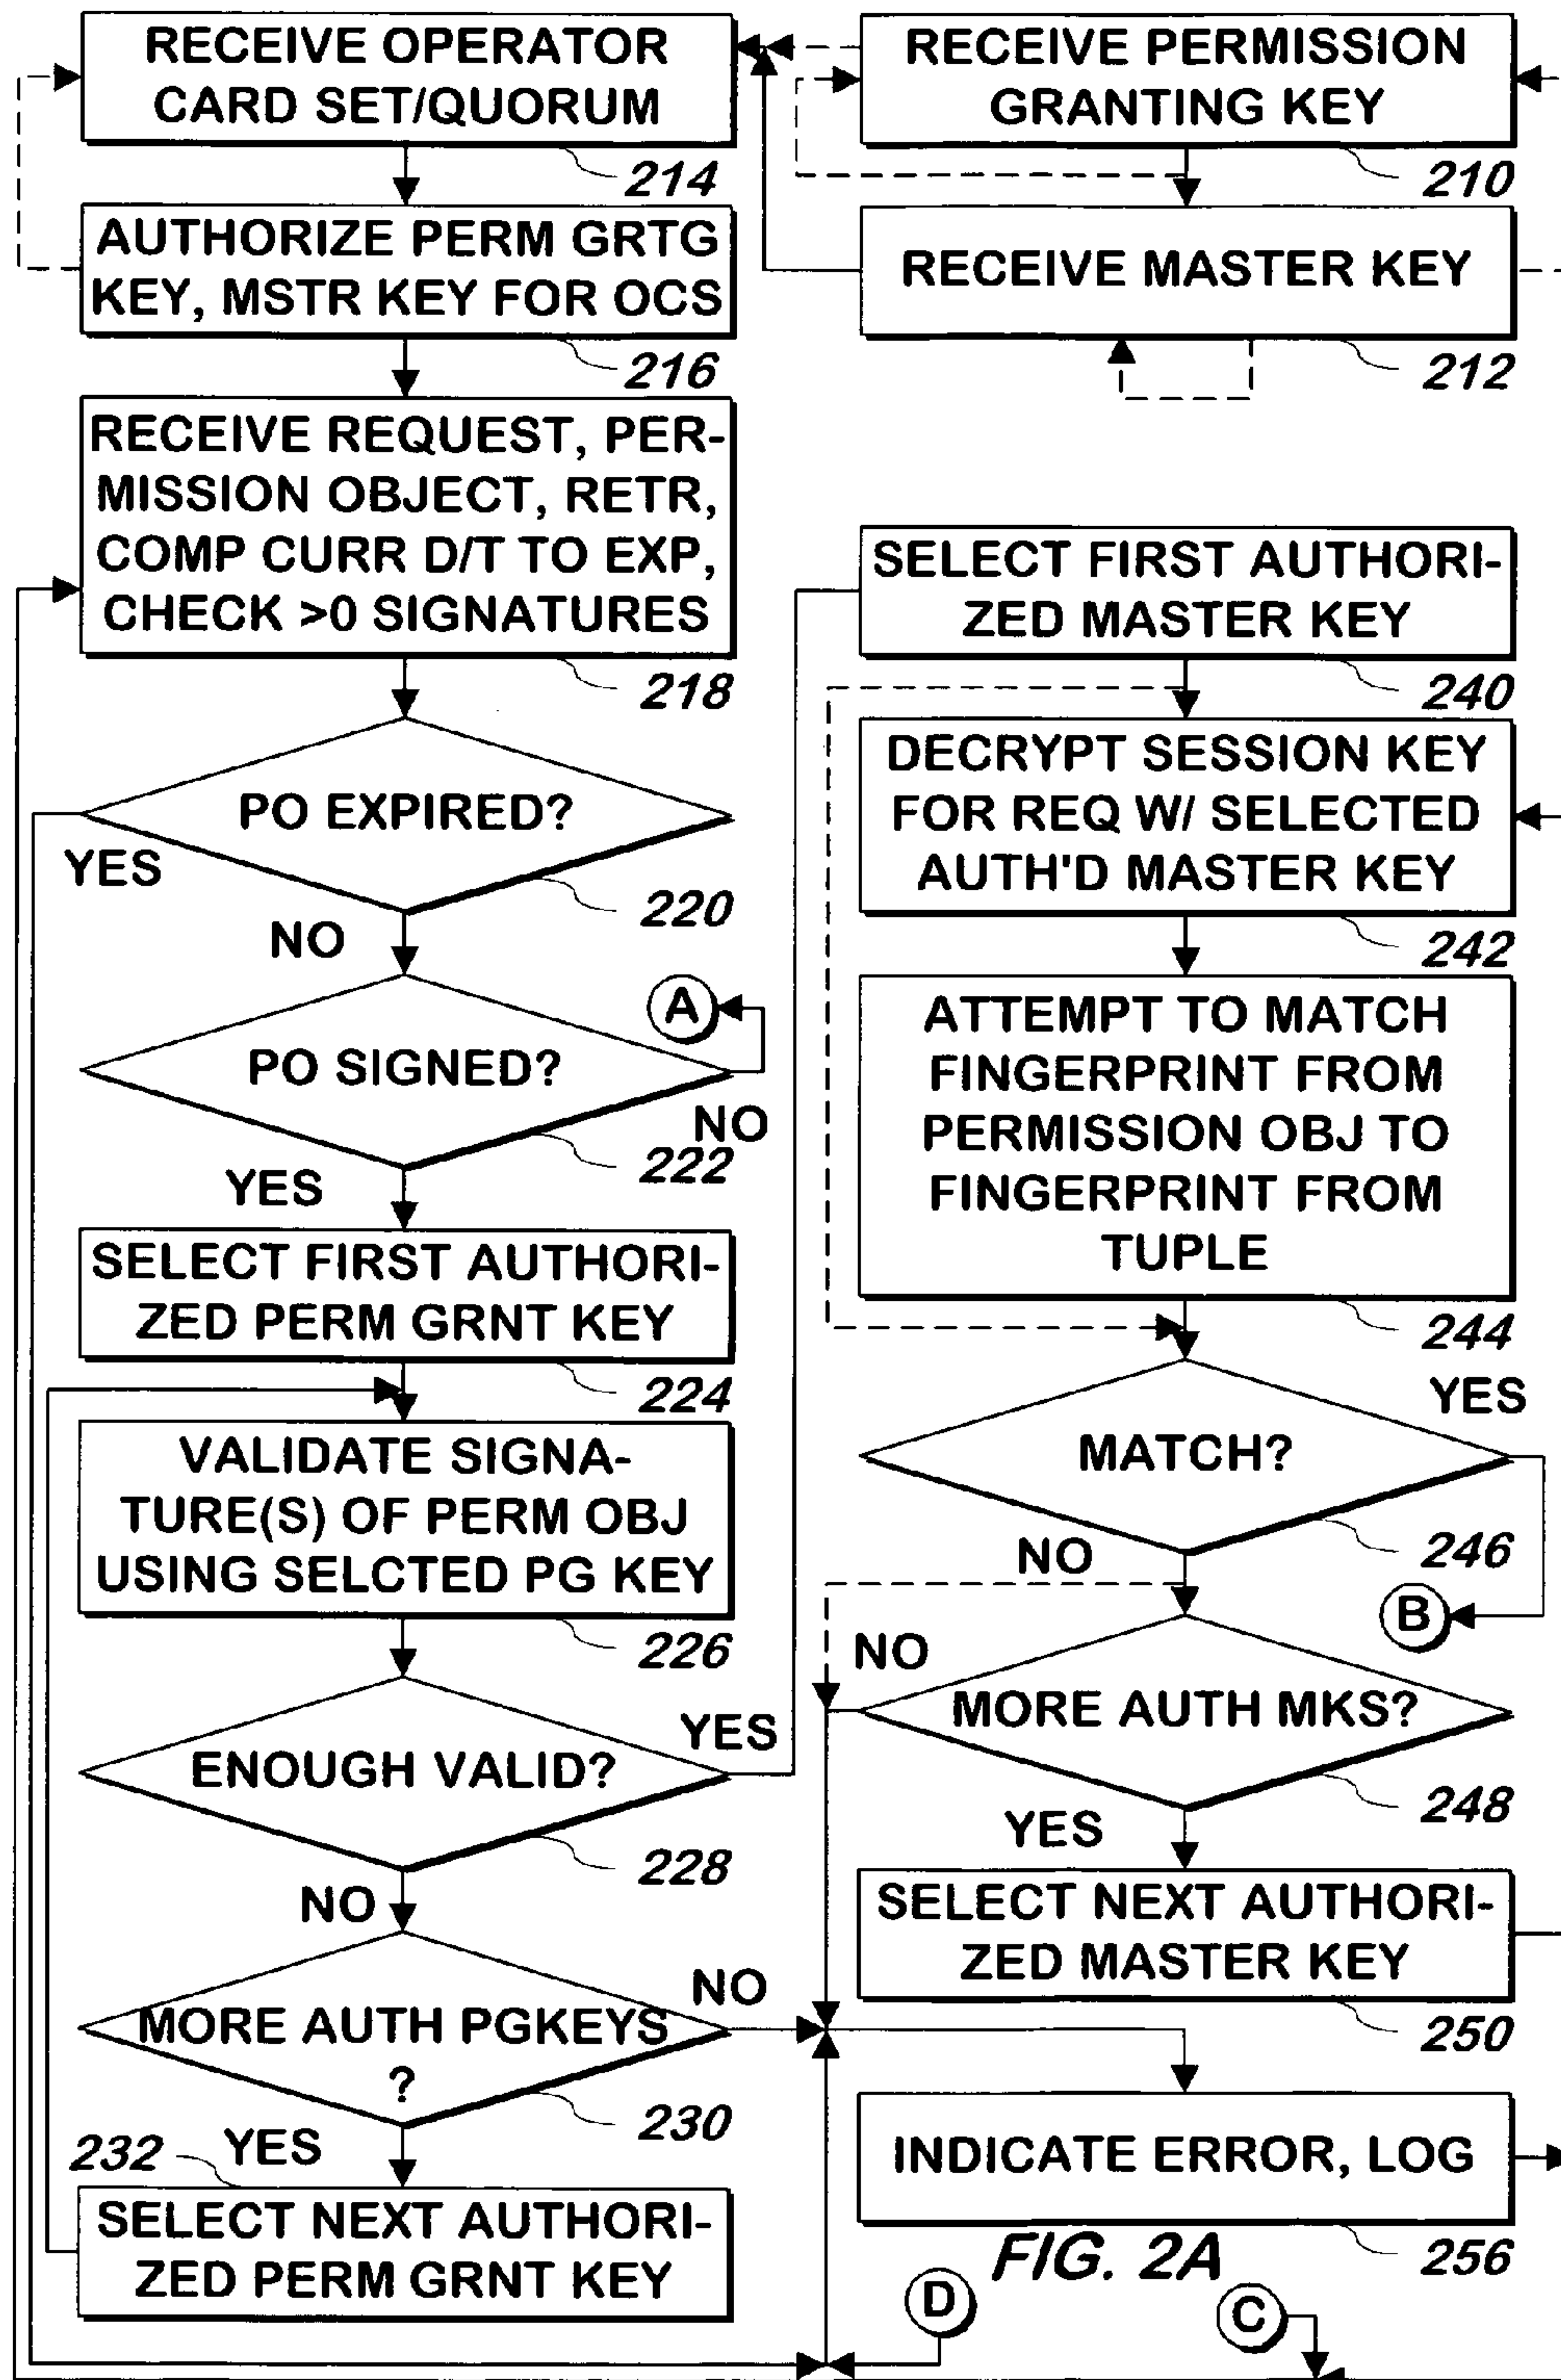 RECEIVE OPERATOR
CARD SET/QUORUM
214
AUTHORIZE PERM GRTG
KEY, MSTR KEY FOR OCS
216
RECEIVE REQUEST, PER-
MISSION OBJECT, RETR,
COMP CURR D/T TO EXP,
CHECK >0 SIGNATURES
218
PO EXPIRED?
YES
220
NO
A
PO SIGNED?
NO
222
YES
SELECT FIRST AUTHORI-
ZED PERM GRNT KEY
224
VALIDATE SIGNA-
TURE(S) OF PERM OBJ
USING SELCTED PG KEY
226
YES
ENOUGH VALID?
228
NO
NO
MORE AUTH PGKEYS
?
230
232
YES
SELECT NEXT AUTHORI-
ZED PERM GRNT KEY
RECEIVE PERMISSION
GRANTING KEY
210
RECEIVE MASTER KEY
212
SELECT FIRST AUTHORI-
ZED MASTER KEY
240
DECRYPT SESSION KEY
FOR REQ W/ SELECTED
AUTH'D MASTER KEY
242
ATTEMPT TO MATCH
FINGERPRINT FROM
PERMISSION OBJ TO
FINGERPRINT FROM
TUPLE
244
YES
MATCH?
246
NO
B
NO
MORE AUTH MKS?
248
YES
SELECT NEXT AUTHORI-
ZED MASTER KEY
250
INDICATE ERROR, LOG
256
FIG. 2A
D
C